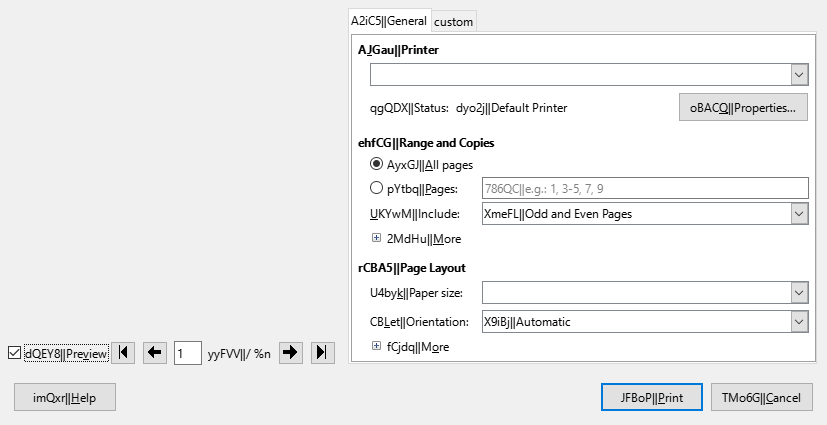 A2iC5||General custom
AJGau||Printer
qgQDX||Status: dyo2j||Default Printer oBACQ||Properties...
ehfCG||Range and Copies
AyxGJ||All pages
pYtbq||Pages: 786QC||e.g.: 1, 3-5, 7, 9
UKYwM||Include: XmeFL||Odd and Even Pages
2MdHu||More
rCBA5||Page Layout
U4byk||Paper size:
CBLet||Orientation: X9iBj||Automatic
fCjdq||More
dQEY8||Preview 1 yyFVV||/ %n
imQxr||Help JFBoP||Print TMo6G||Cancel